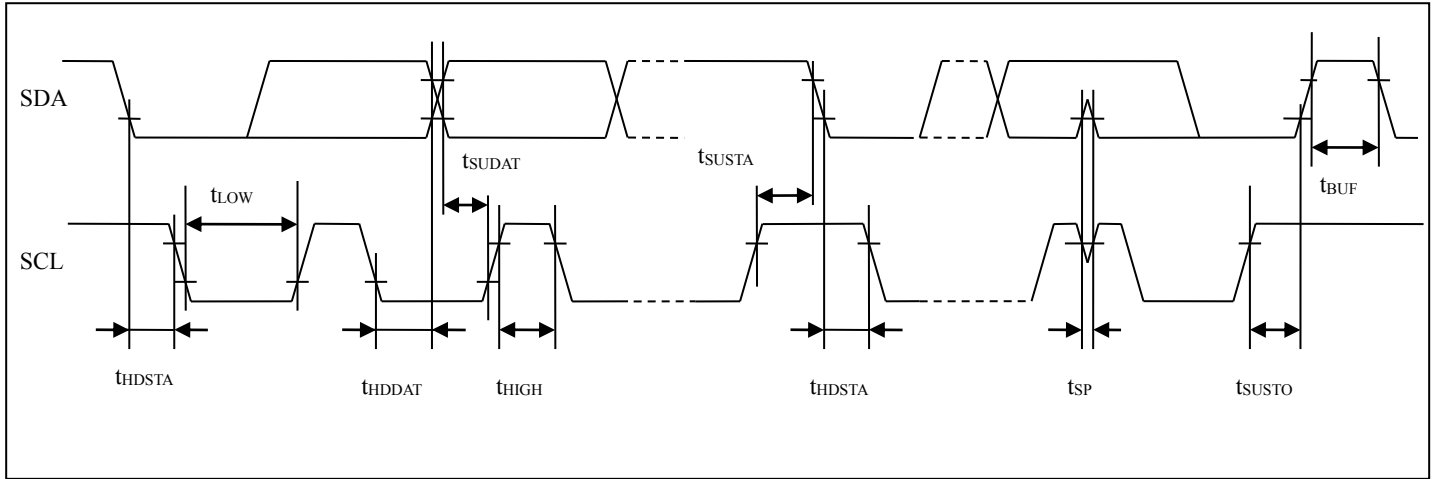 SDA
tSUDAT
tSUSTA
tLOW
tBUF
SCL
tHDSTA
tHDDAT
tHIGH
tHDSTA
tSP
tSUSTO